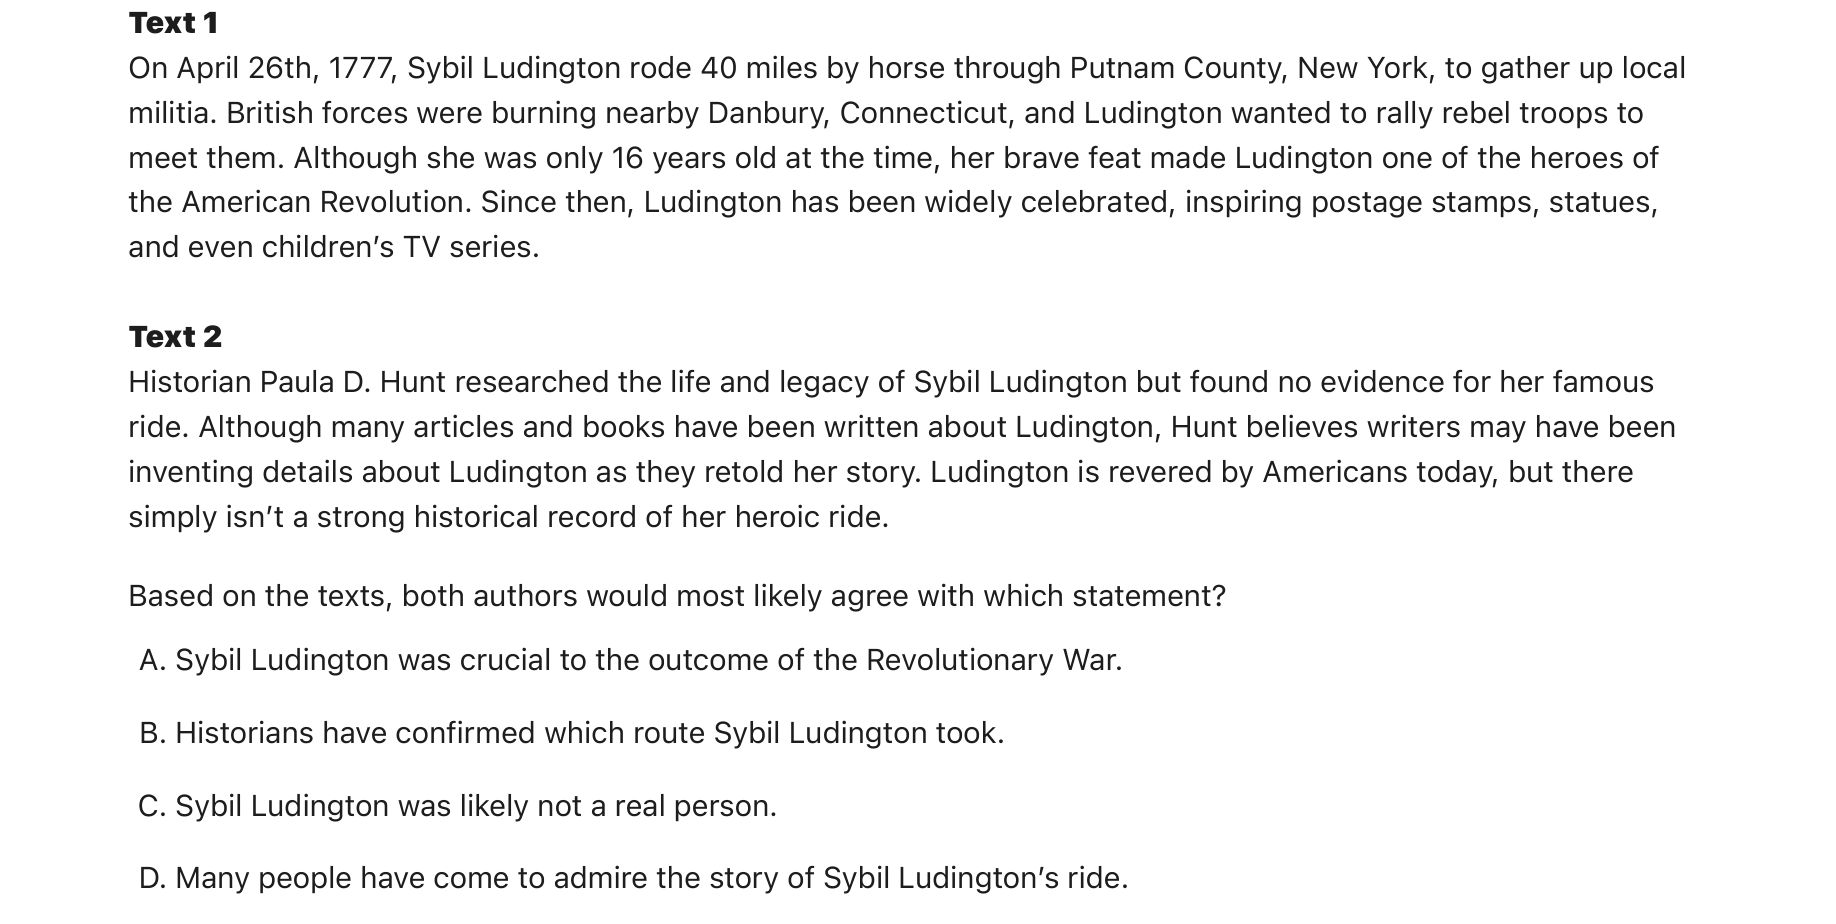 Text 1
On April 26th, 1777, Sybil Ludington rode 40 miles by horse through Putnam County, New York, to gather up local
militia. British forces were burning nearby Danbury, Connecticut, and Ludington wanted to rally rebel troops to
meet them. Although she was only 16 years old at the time, her brave feat made Ludington one of the heroes of
the American Revolution. Since then, Ludington has been widely celebrated, inspiring postage stamps, statues,
and even children’s TV series.
Text 2
Historian Paula D. Hunt researched the life and legacy of Sybil Ludington but found no evidence for her famous
ride. Although many articles and books have been written about Ludington, Hunt believes writers may have been
inventing details about Ludington as they retold her story. Ludington is revered by Americans today, but there
simply isn’t a strong historical record of her heroic ride.
Based on the texts, both authors would most likely agree with which statement?
A. Sybil Ludington was crucial to the outcome of the Revolutionary War.
B. Historians have confirmed which route Sybil Ludington took.
C. Sybil Ludington was likely not a real person.
D. Many people have come to admire the story of Sybil Ludington’s ride.